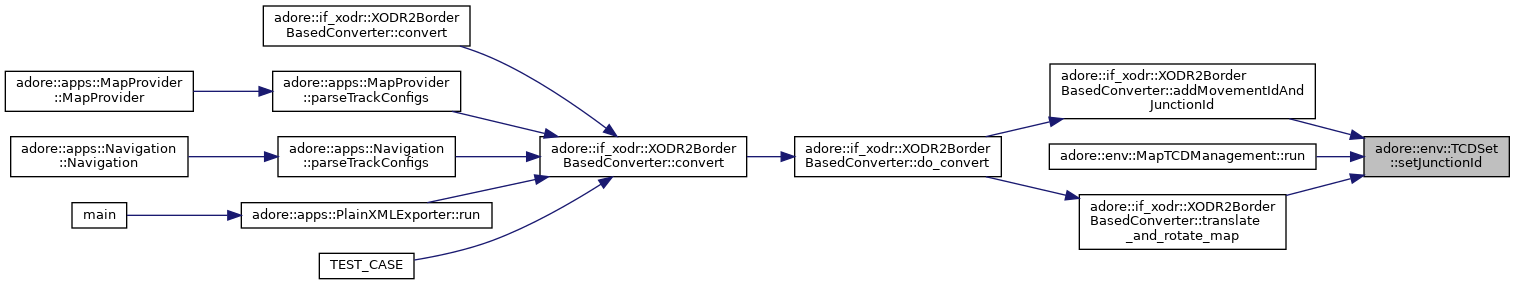 adore::if_xodr::XODR2Border
BasedConverter::convert
adore::apps::MapProvider
::MapProvider
adore::apps::MapProvider
::parseTrackConfigs
adore::apps::Navigation
::Navigation
adore::apps::Navigation
::parseTrackConfigs
main
adore::apps::PlainXMLExporter::run
TEST_CASE
adore::if_xodr::XODR2Border
BasedConverter::convert
adore::if_xodr::XODR2Border
BasedConverter::do_convert
adore::if_xodr::XODR2Border
BasedConverter::addMovementIdAnd
JunctionId
adore::env::MapTCDManagement::run
adore::if_xodr::XODR2Border
BasedConverter::translate
_and_rotate_map
adore::env::TCDSet
::setJunctionId